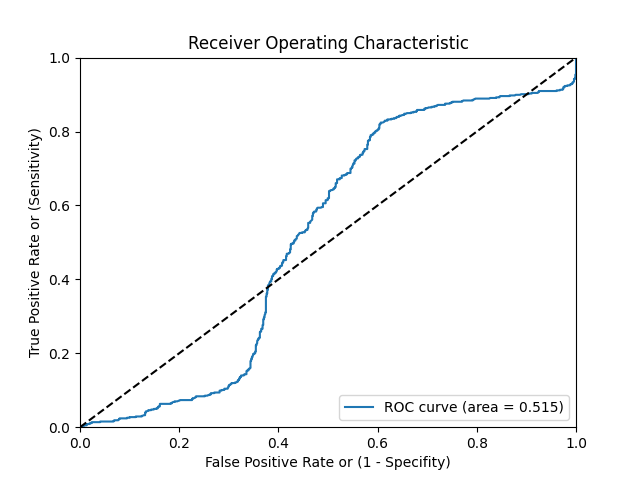 Receiver Operating Characteristic
1.0
0.8
0.6
0.4
0.2
0.0
True Positive Rate or (Sensitivity)
ROC curve (area = 0.515)
0.0 0.2 0.4 0.6 0.8 1.0
False Positive Rate or (1 - Specifity)